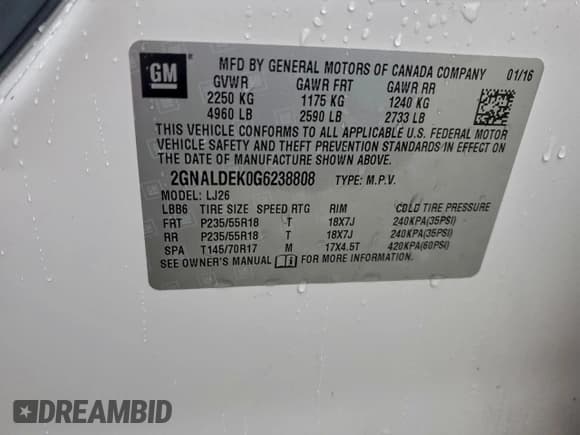 GM
MFD BY GENERAL MOTORS OF CANADA COMPANY 01/16
GVWR GAWR FRT GAWR RR
2250 KG 1175 KG 1240 KG
4960 LB 2590 LB 2733 LB
THIS VEHICLE CONFORMS TO ALL APPLICABLE U.S. FEDERAL MOTOR
VEHICLE SAFETY AND THEFT PREVENTION STANDARDS IN EFFECT ON
THE DATE OF MANUFACTURE SHOWN ABOVE.
2GNALDEK0G6238808 TYPE: M.P.V.
MODEL: LJ26
LBB6 TIRE SIZE SPEED RTG RIM COLD TIRE PRESSURE
FRT P235/55R18 T 18X7J 240KPA(35PSI)
RR P235/55R18 T 18X7J 240KPA(35PSI)
SPA T145/70R17 M 17X4.5T 420KPA(60PSI)
SEE OWNER'S MANUAL FOR MORE INFORMATION.
DREAMBID